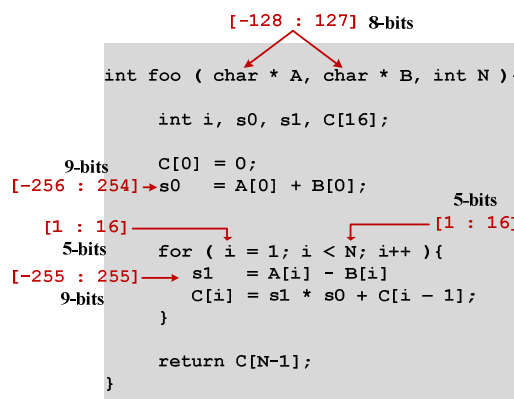 [-128 : 127] 8-bits
int foo ( char * A, char * B, int N ){
int i, s0, s1, C[16];
9-bits
C[0] = 0;
[-256 : 254]
s0 = A[0] + B[0];
5-bits
[1 : 16]
[1 : 16]
5-bits
for ( i = 1; i < N; i++ ){
[-255 : 255]
s1 = A[i] - B[i]
9-bits
C[i] = s1 * s0 + C[i - 1];
}
return C[N-1];
}